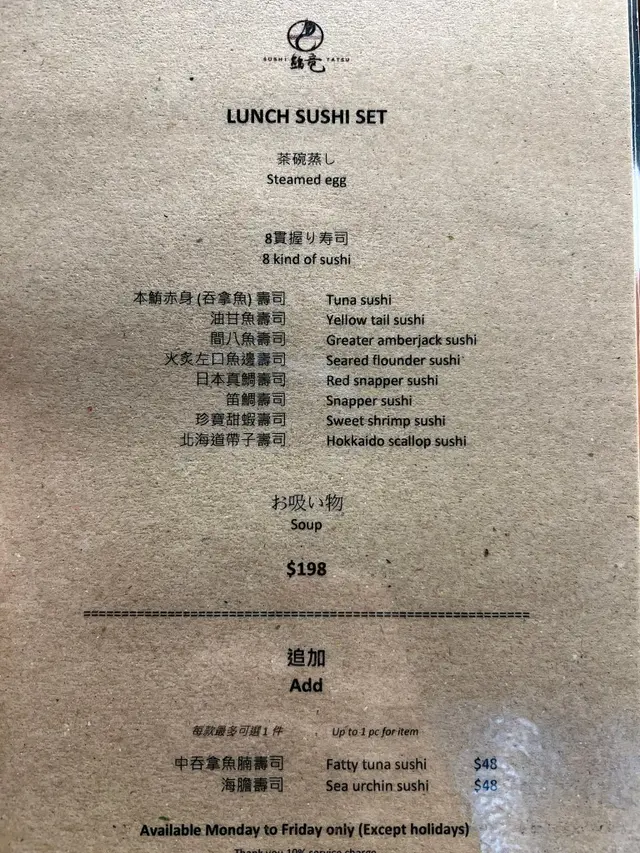 SUSHI 鮨竜 TATSU
LUNCH SUSHI SET
茶碗蒸し
Steamed egg
8貫握り寿司
8 kind of sushi
本鮪赤身 (吞拿魚) 壽司 Tuna sushi
油甘魚壽司 Yellow tail sushi
間八魚壽司 Greater amberjack sushi
火炙左口魚邊壽司 Seared flounder sushi
日本真鯛壽司 Red snapper sushi
笛鯛壽司 Snapper sushi
珍寶甜蝦壽司 Sweet shrimp sushi
北海道帶子壽司 Hokkaido scallop sushi
お吸い物
Soup
$198
追加
Add
每款最多可選 1 件 Up to 1 pc for item
中吞拿魚腩壽司 Fatty tuna sushi $48
海膽壽司 Sea urchin sushi $48
Available Monday to Friday only (Except holidays)
Thank you 10% service charge